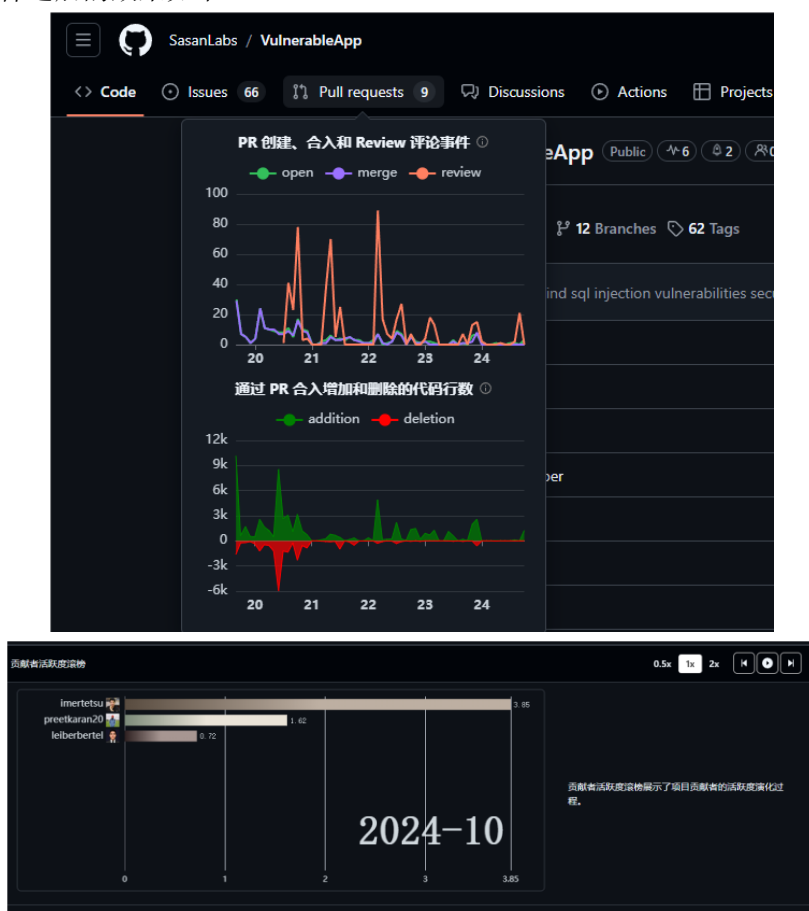 SasanLabs / VulnerableApp
Code Issues 66 Pull requests 9 Discussions Actions Projects
PR 创建、合入和 Review 评论事件
eApp Public 6 2
open merge review
100
80
60
40
20
0
20 21 22 23 24
12 Branches 62 Tags
ind sql injection vulnerabilities secu
通过 PR 合入增加和删除的代码行数
addition deletion
12k
9k
6k
3k
0
-3k
-6k
20 21 22 23 24
ber
贡献者活跃度滚榜
0.5x 1x 2x
imertetsu 3.85
preetkaran20 1.62
leiberbertel 0.72
2024-10
0 1 2 3 3.85
贡献者活跃度滚榜展示了项目贡献者的活跃度演化过
程。